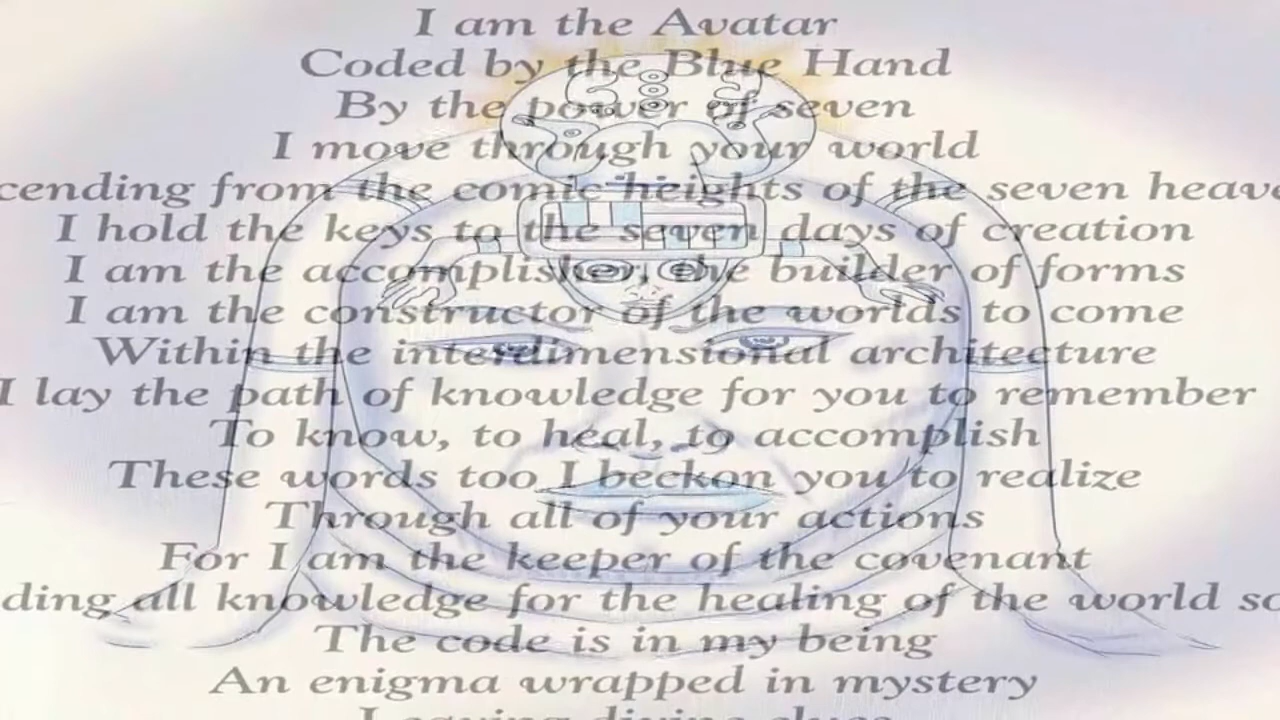 I am the Avatar
Coded by the Blue Hand
By the power of seven
I move through your world
cending from the comic heights of the seven heave
I hold the keys to the seven days of creation
I am the accomplisher, the builder of forms
I am the constructor of the worlds to come
Within the interdimensional architecture
I lay the path of knowledge for you to remember
To know, to heal, to accomplish
These words too I beckon you to realize
Through all of your actions
For I am the keeper of the covenant
ding all knowledge for the healing of the world so
The code is in my being
An enigma wrapped in mystery
Leaving divine clues